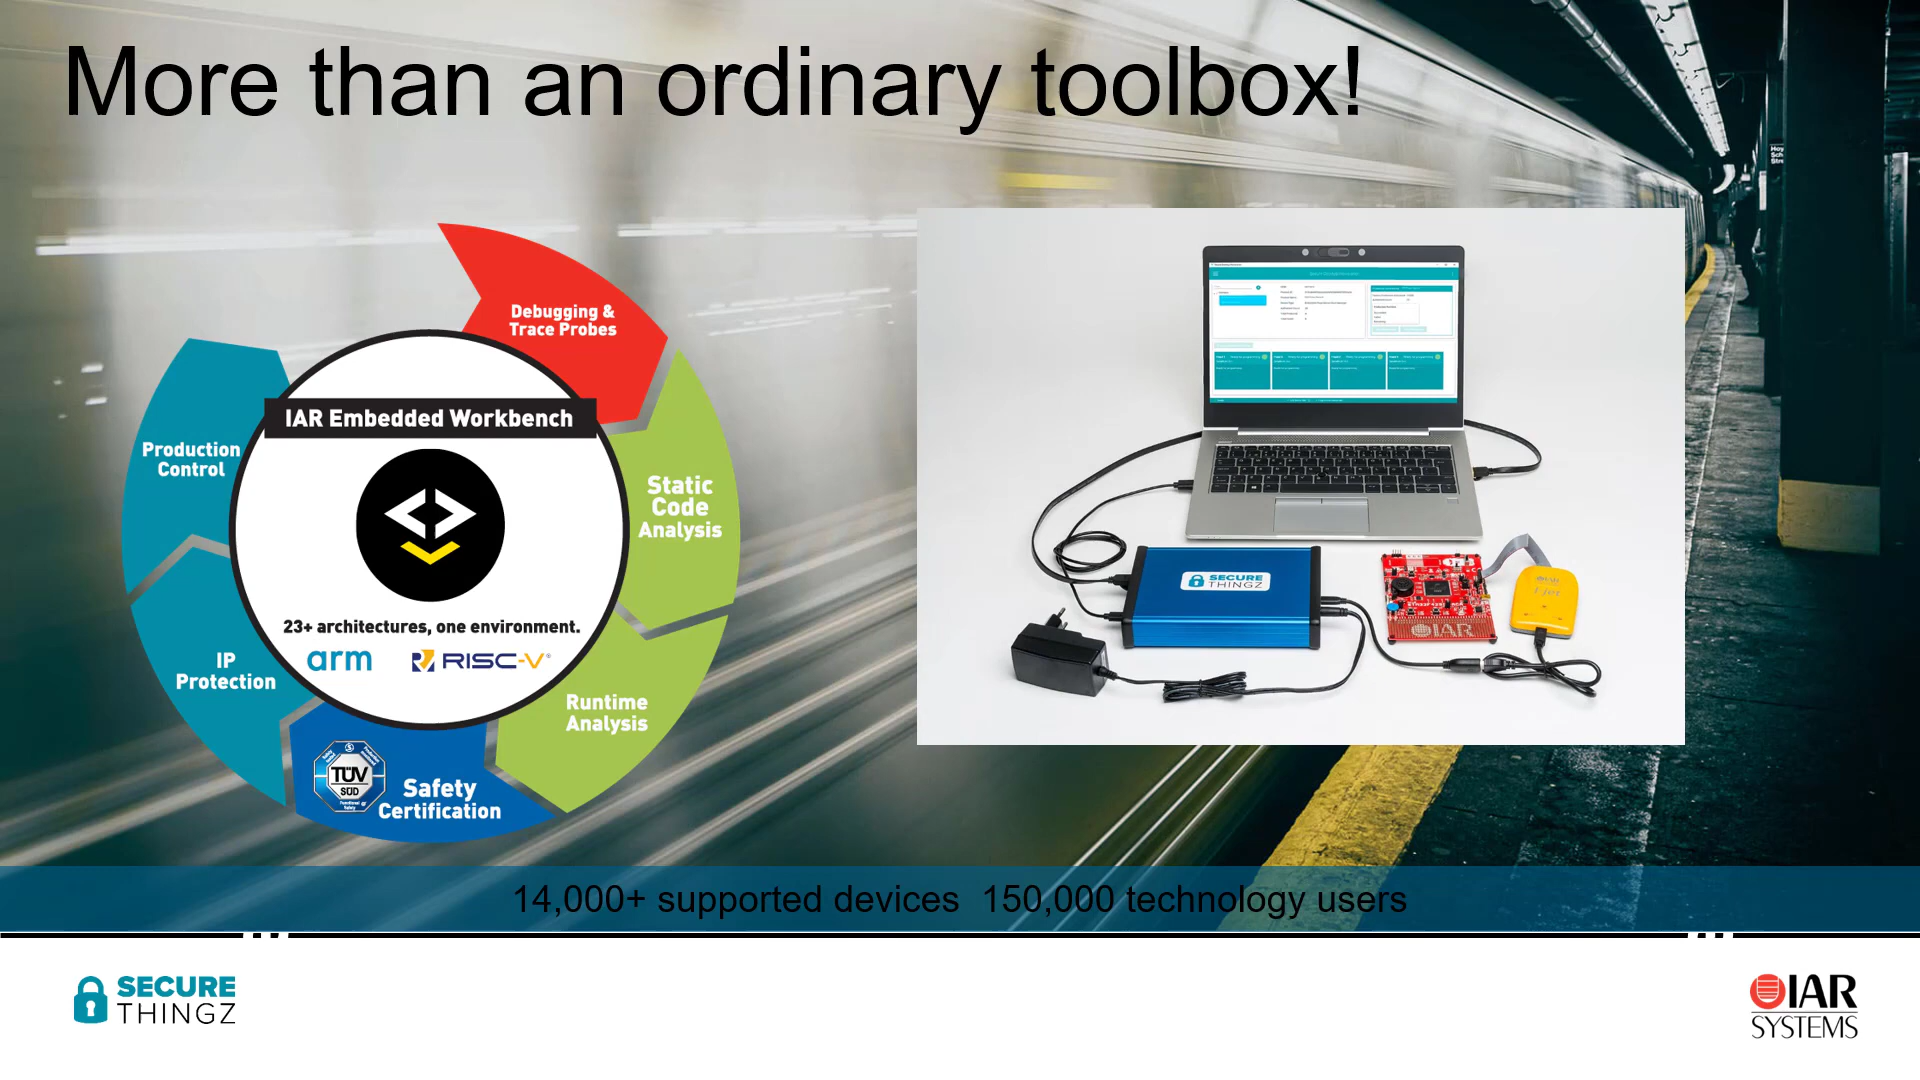 More than an ordinary toolbox!
Debugging &
Trace Probes
IAR Embedded Workbench
Production
Control
Static
Code
Analysis
23+ architectures, one environment.
arm RISC-V®
IP
Protection
Runtime
Analysis
TÜV
SÜD
Safety
Certification
SECURE
THINGZ
IAR
14,000+ supported devices 150,000 technology users
SECURE
THINGZ
IAR
SYSTEMS